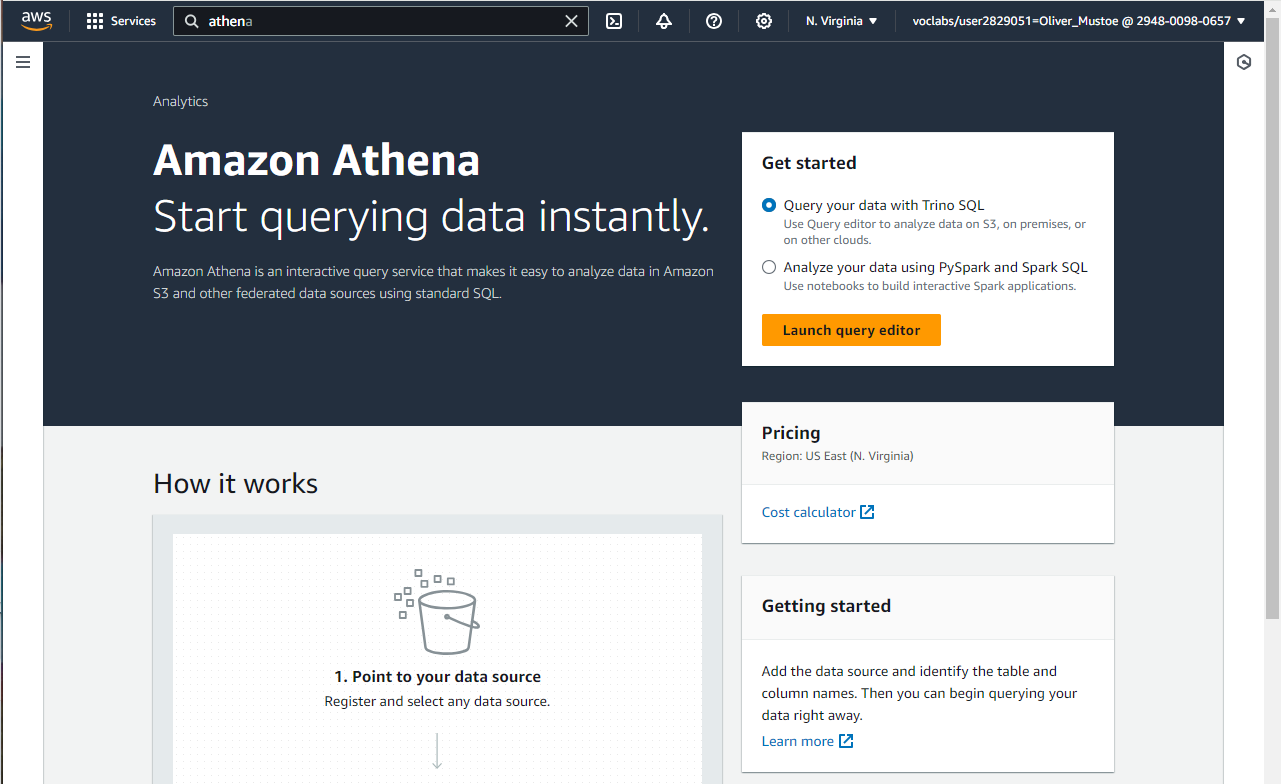 aws
Services
athena
N. Virginia
voclabs/user2829051=Oliver_Mustoe @ 2948-0098-0657
Analytics
Amazon Athena
Start querying data instantly.
Amazon Athena is an interactive query service that makes it easy to analyze data in Amazon
S3 and other federated data sources using standard SQL.
Get started
Query your data with Trino SQL
Use Query editor to analyze data on S3, on premises, or
on other clouds.
Analyze your data using PySpark and Spark SQL
Use notebooks to build interactive Spark applications.
Launch query editor
Pricing
Region: US East (N. Virginia)
Cost calculator
How it works
1. Point to your data source
Register and select any data source.
Getting started
Add the data source and identify the table and
column names. Then you can begin querying your
data right away.
Learn more